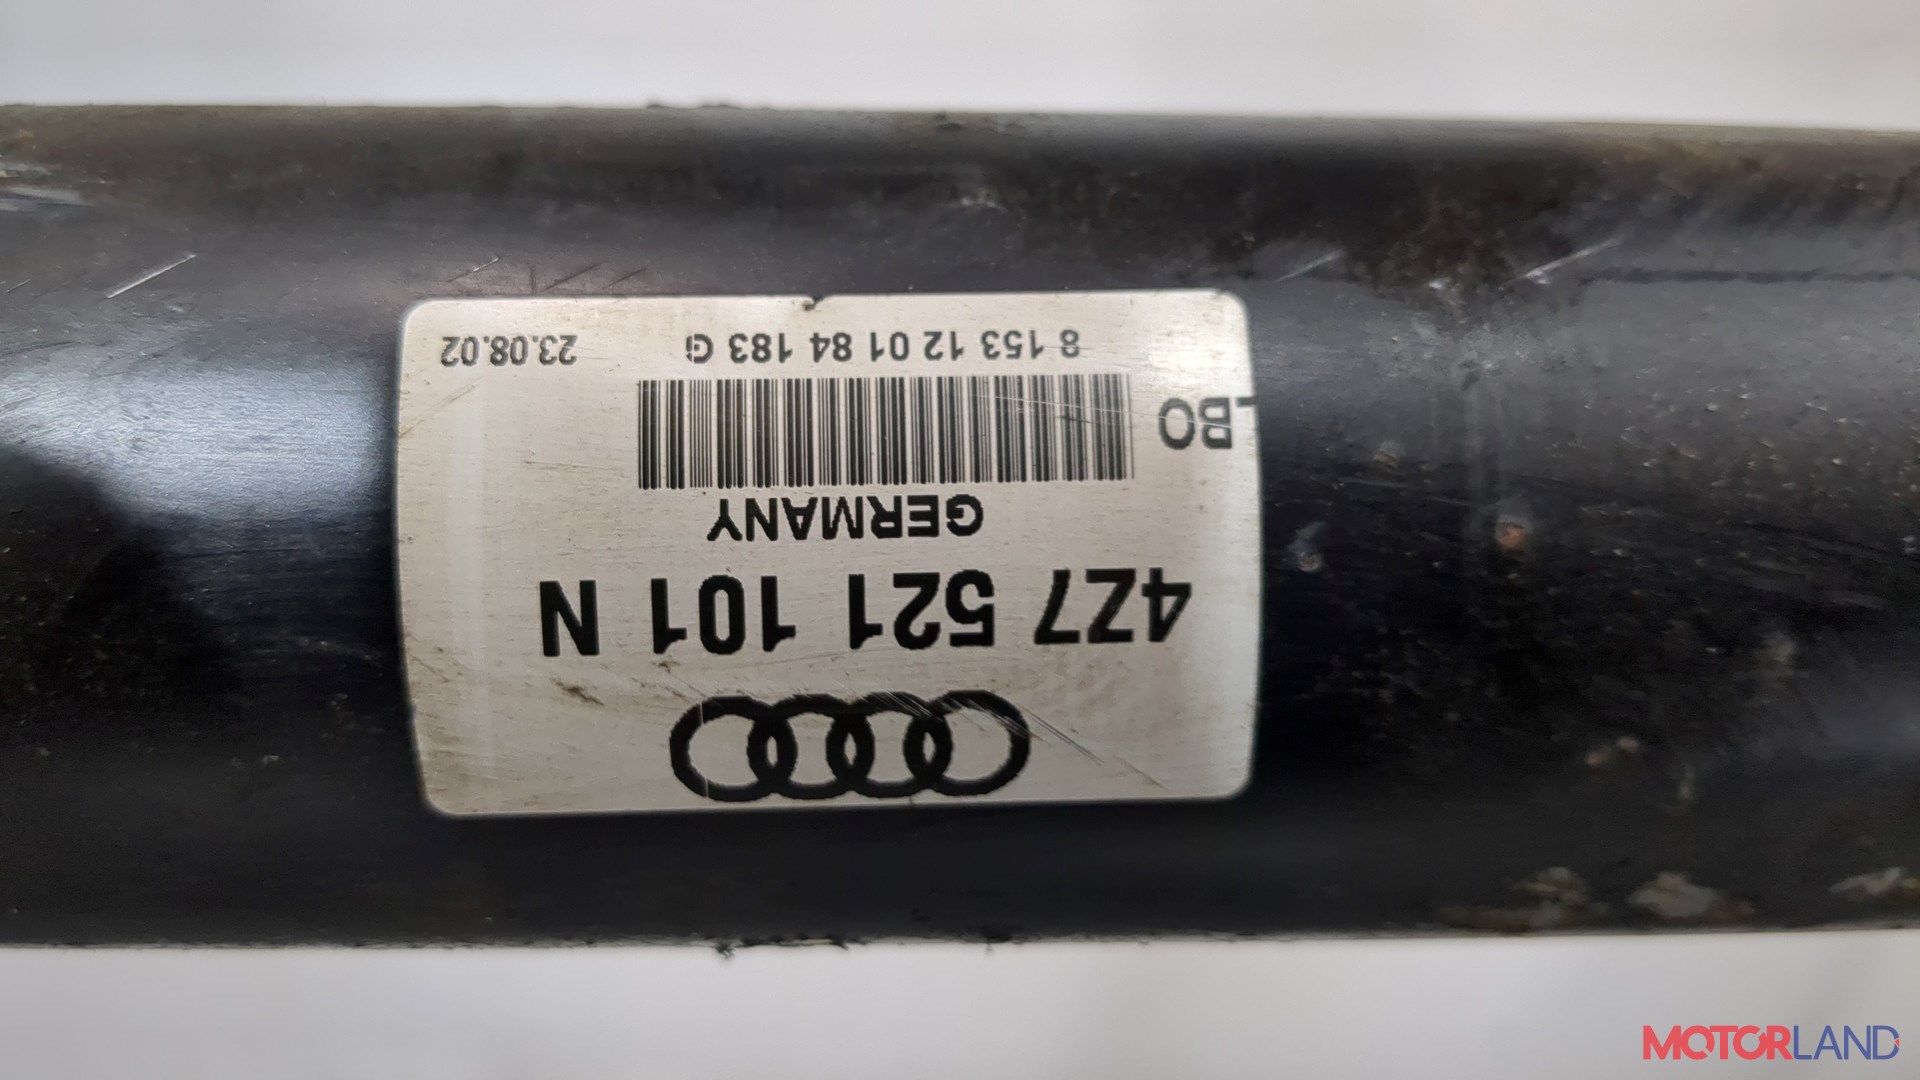 4Z7 521 101 N
GERMANY
LBO
8 153 12 01 84 183 G
23.08.02
MOTORLAND